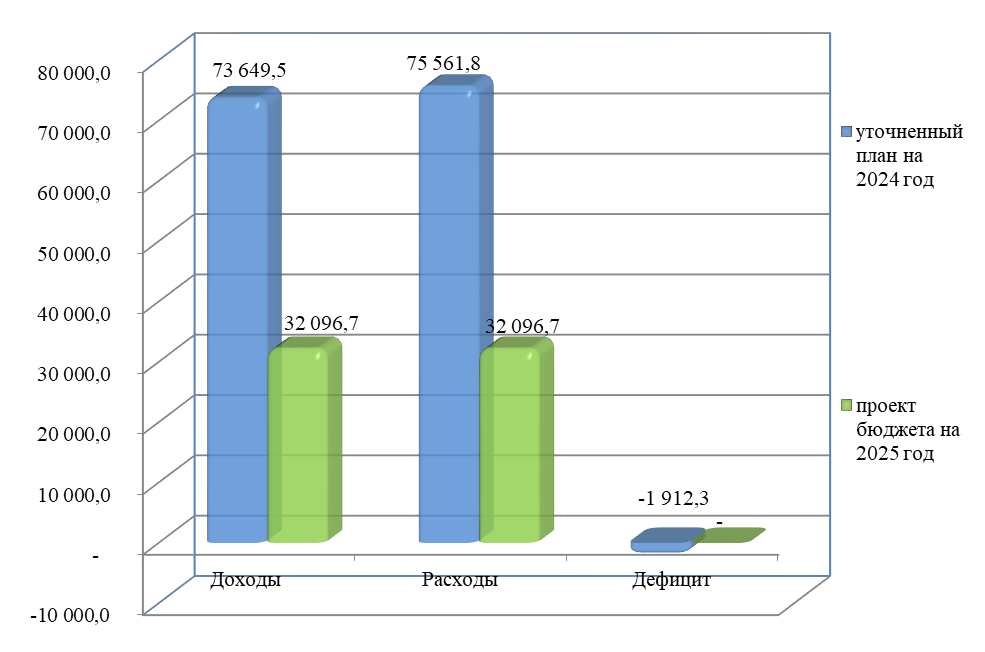 80 000,0
70 000,0
60 000,0
50 000,0
40 000,0
30 000,0
20 000,0
10 000,0
-
-10 000,0
73 649,5
75 561,8
32 096,7
32 096,7
-1 912,3
-
Доходы
Расходы
Дефицит
уточненный
план на
2024 год
проект
бюджета на
2025 год